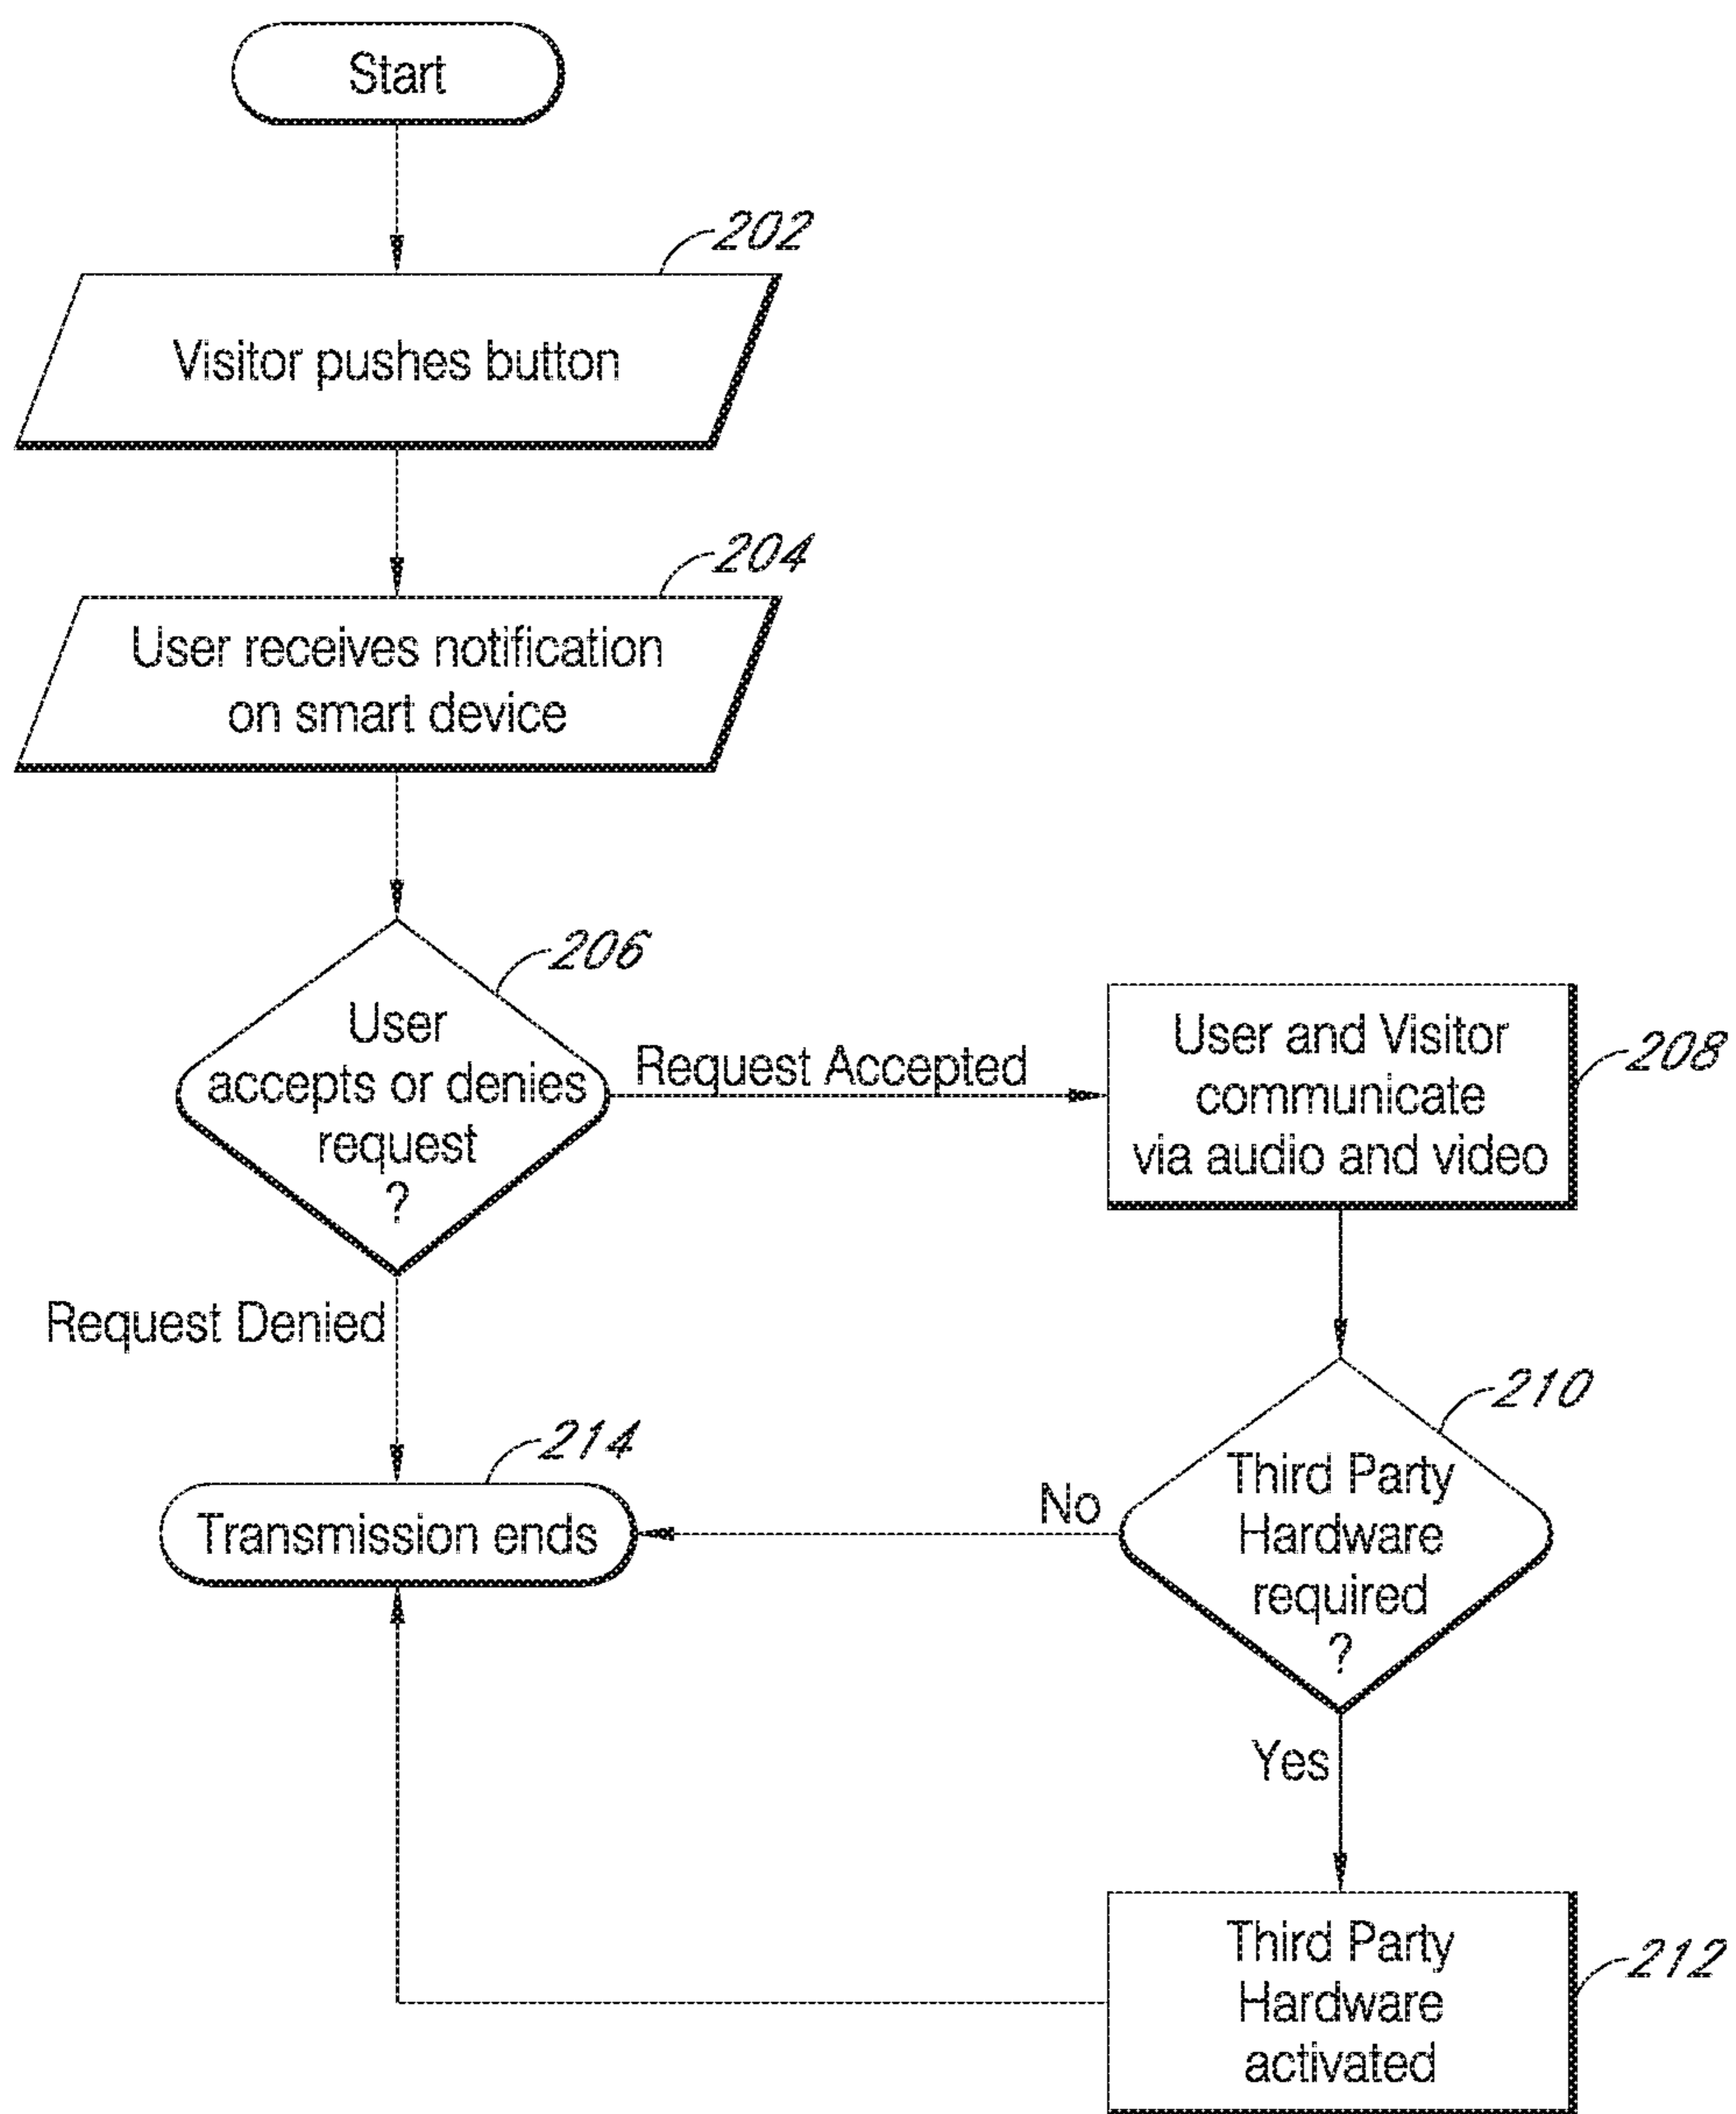 Start
202
Visitor pushes button
204
User receives notification
on smart device
206
User
accepts or denies
request
?
Request Accepted
User and Visitor
communicate
via audio and video
208
Request Denied
210
Third Party
Hardware
required
?
No
214
Transmission ends
Yes
Third Party
Hardware
activated
212